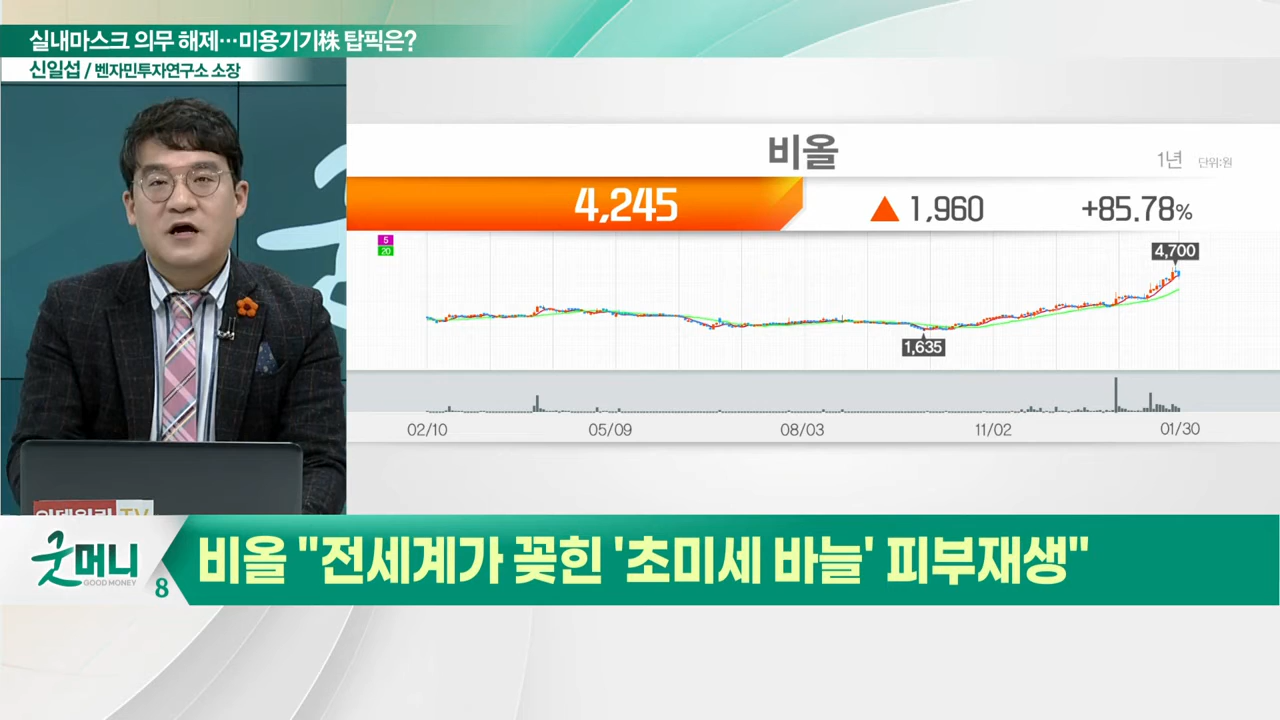 실내마스크 의무 해제…미용기기株 탑픽은?
신일섭 / 벤자민투자연구소 소장
비올
1년 단위:원
4,245 ▲ 1,960 +85.78%
5
20
4,700
1,635
02/10 05/09 08/03 11/02 01/30
이데일리 TV
굿머니
GOOD MONEY
8
비올 "전세계가 꽂힌 '초미세 바늘' 피부재생"